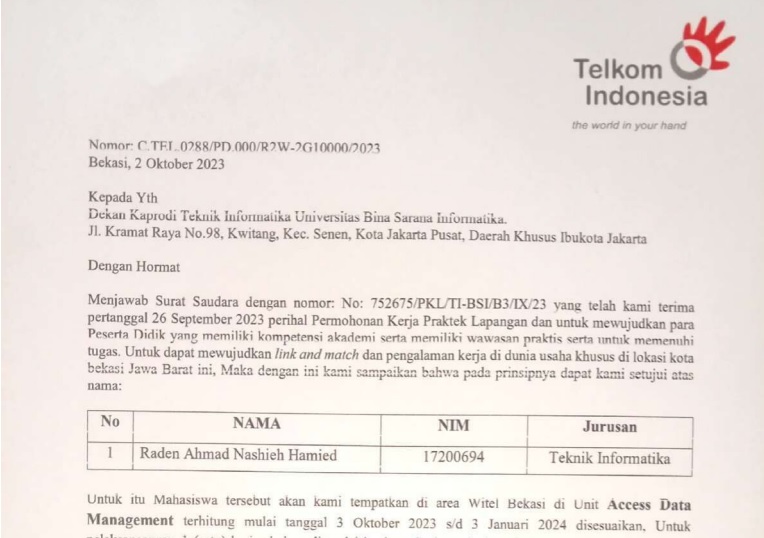 Telkom
Indonesia
the world in your hand
Nomor: C.TEL.0288/PD.000/R2W-2G10000/2023
Bekasi, 2 Oktober 2023
Kepada Yth
Dekan Kaprodi Teknik Informatika Universitas Bina Sarana Informatika.
Jl. Kramat Raya No.98, Kwitang, Kec. Senen, Kota Jakarta Pusat, Daerah Khusus Ibukota Jakarta
Dengan Hormat
Menjawab Surat Saudara dengan nomor: No: 752675/PKL/TI-BSI/B3/IX/23 yang telah kami terima
pertanggal 26 September 2023 perihal Permohonan Kerja Praktek Lapangan dan untuk mewujudkan para
Peserta Didik yang memiliki kompetensi akademi serta memiliki wawasan praktis serta untuk memenuhi
tugas. Untuk dapat mewujudkan link and match dan pengalaman kerja di dunia usaha khusus di lokasi kota
bekasi Jawa Barat ini, Maka dengan ini kami sampaikan bahwa pada prinsipnya dapat kami setujui atas
nama:
No NAMA NIM Jurusan
1 Raden Ahmad Nashieh Hamied 17200694 Teknik Informatika
Untuk itu Mahasiswa tersebut akan kami tempatkan di area Witel Bekasi di Unit Access Data
Management terhitung mulai tanggal 3 Oktober 2023 s/d 3 Januari 2024 disesuaikan. Untuk